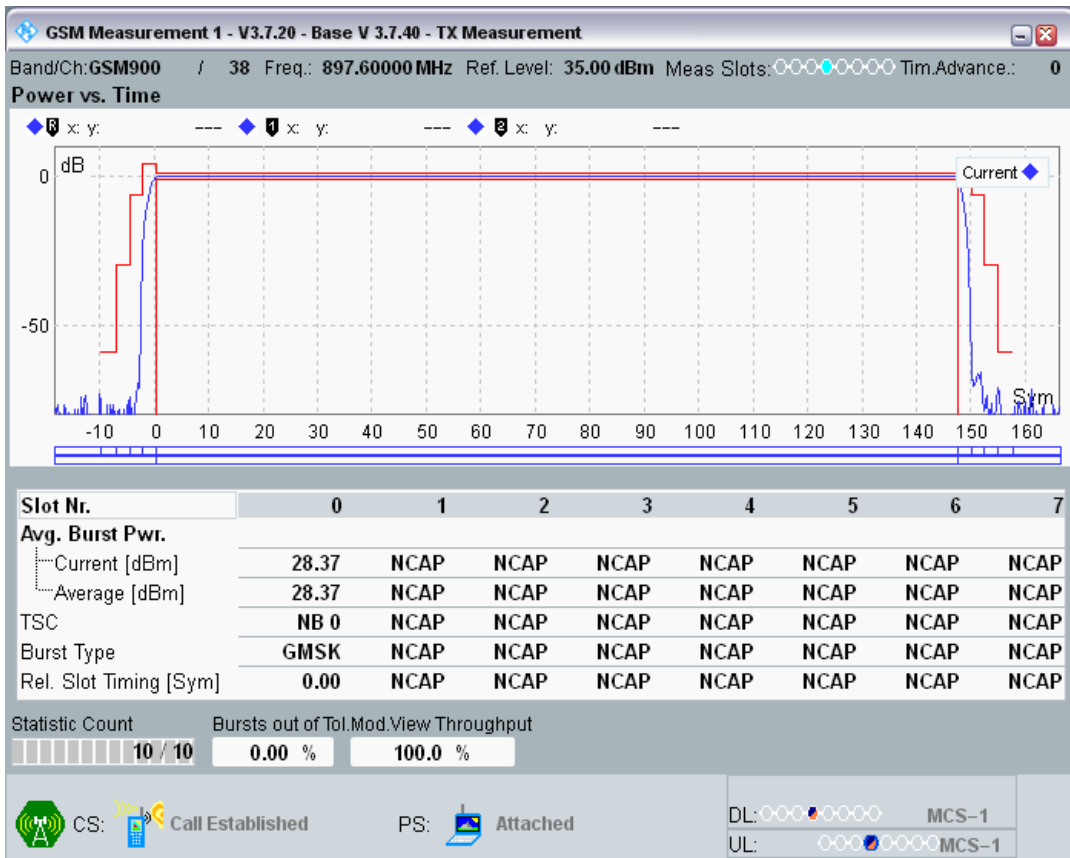 GSM Measurement 1 - V3.7.20 - Base V 3.7.40 - TX Measurement
Band/Ch:GSM900 / 38 Freq.: 897.60000 MHz Ref. Level: 35.00 dBm Meas Slots: Tim.Advance.: 0
Power vs. Time
R x: y: --- 1 x: y: --- 2 x: y: ---
dB
Current
0
-50
Sym
-10 0 10 20 30 40 50 60 70 80 90 100 110 120 130 140 150 160
Slot Nr. 0 1 2 3 4 5 6 7
Avg. Burst Pwr.
Current [dBm] 28.37 NCAP NCAP NCAP NCAP NCAP NCAP NCAP
Average [dBm] 28.37 NCAP NCAP NCAP NCAP NCAP NCAP NCAP
TSC NB 0 NCAP NCAP NCAP NCAP NCAP NCAP NCAP
Burst Type GMSK NCAP NCAP NCAP NCAP NCAP NCAP NCAP
Rel. Slot Timing [Sym] 0.00 NCAP NCAP NCAP NCAP NCAP NCAP NCAP
Statistic Count Bursts out of Tol.Mod.View Throughput
10 / 10 0.00 % 100.0 %
CS: Call Established PS: Attached
DL: MCS-1
UL: MCS-1